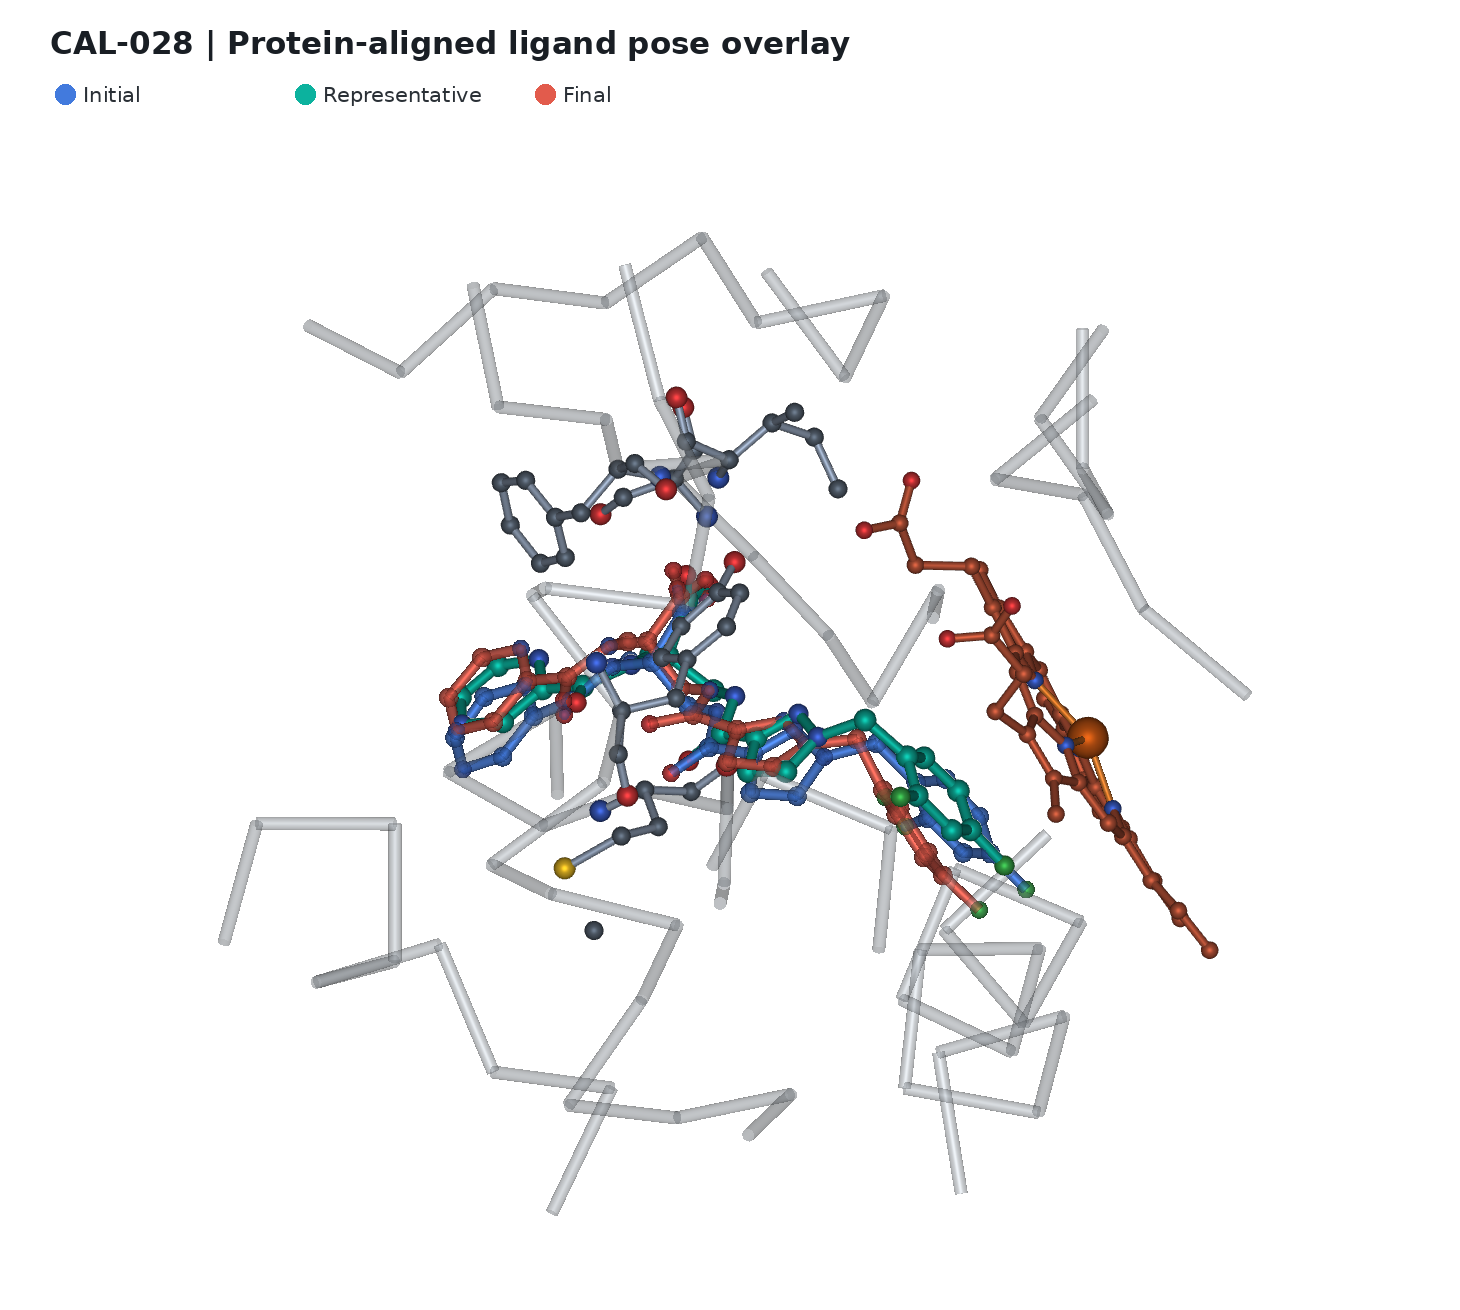 CAL-028 | Protein-aligned ligand pose overlay
Initial Representative Final